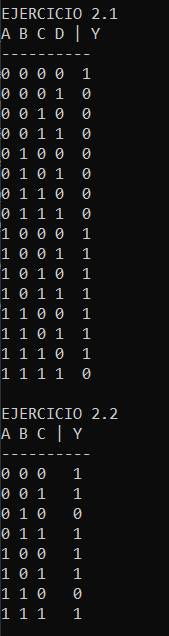 EJERCICIO 2.1
A B C D | Y
-----------
0 0 0 0  1
0 0 0 1  0
0 0 1 0  0
0 0 1 1  0
0 1 0 0  0
0 1 0 1  0
0 1 1 0  0
0 1 1 1  0
1 0 0 0  1
1 0 0 1  1
1 0 1 0  1
1 0 1 1  1
1 1 0 0  1
1 1 0 1  1
1 1 1 0  1
1 1 1 1  0
EJERCICIO 2.2
A B C | Y
----------
0 0 0   1
0 0 1   1
0 1 0   0
0 1 1   1
1 0 0   1
1 0 1   1
1 1 0   0
1 1 1   1